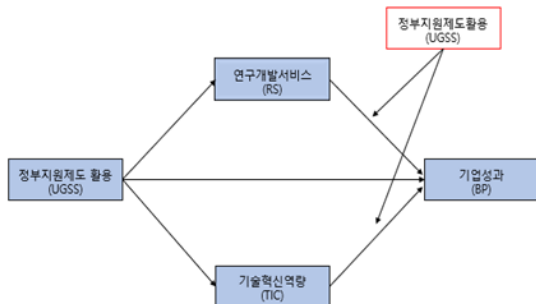 정부지원제도활용
(UGSS)
연구개발서비스
(RS)
정부지원제도 활용
(UGSS)
기업성과
(BP)
기술혁신역량
(TIC)